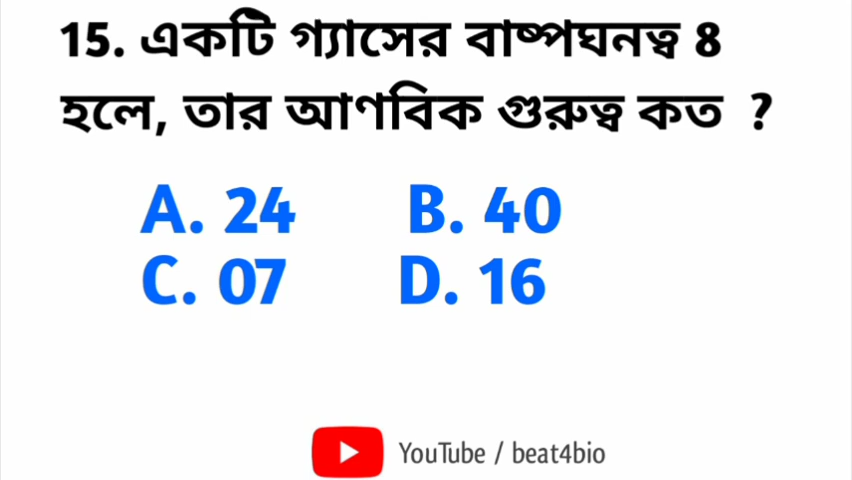 15. একটি গ্যাসের বাষ্পঘনত্ব 8
হলে, তার আণবিক গুরুত্ব কত ?
A. 24 B. 40
C. 07 D. 16
YouTube / beat4bio